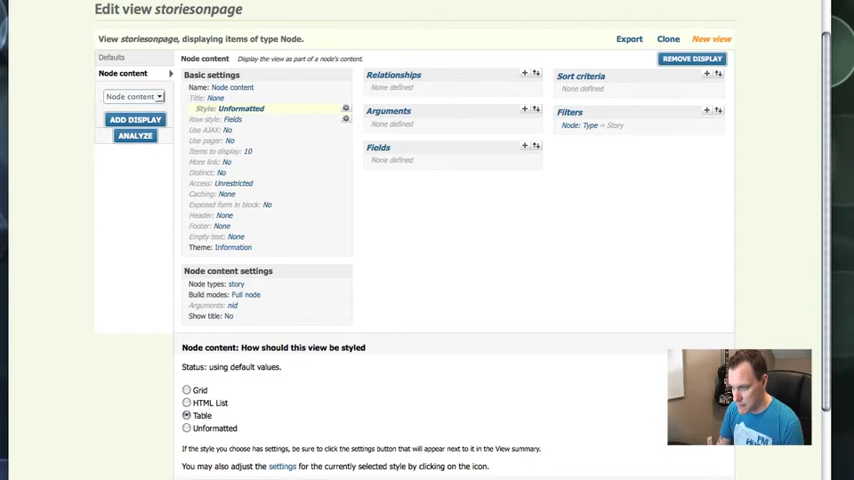 Edit view storiesonpage
View storiesonpage, displaying items of type Node.
Export Clone New view
Defaults
Node content
Node content
ADD DISPLAY
ANALYZE
Node content Display the view as part of a node's content.
REMOVE DISPLAY
Basic settings
Name: Node content
Title: None
Style: Unformatted
Row style: Fields
Use AJAX: No
Use pager: No
Items to display: 10
More link: No
Distinct: No
Access: Unrestricted
Caching: None
Exposed form in block: No
Header: None
Footer: None
Empty text: None
Theme: Information
Node content settings
Node types: story
Build modes: Full node
Arguments: nid
Show title: No
Relationships
None defined
Arguments
None defined
Fields
None defined
Sort criteria
None defined
Filters
Node: Type = Story
Node content: How should this view be styled
Status: using default values.
Grid
HTML List
Table
Unformatted
If the style you choose has settings, be sure to click the settings button that will appear next to it in the View summary.
You may also adjust the settings for the currently selected style by clicking on the icon.